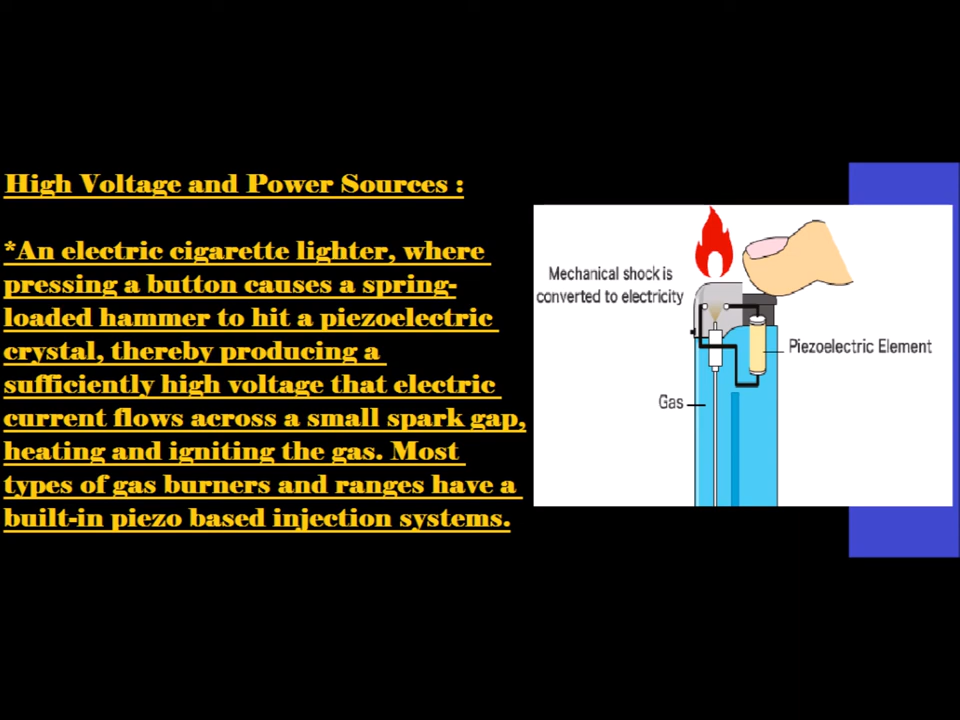 High Voltage and Power Sources :
*An electric cigarette lighter, where
pressing a button causes a spring-
loaded hammer to hit a piezoelectric
crystal, thereby producing a
sufficiently high voltage that electric
current flows across a small spark gap,
heating and igniting the gas. Most
types of gas burners and ranges have a
built-in piezo based injection systems.
Mechanical shock is
converted to electricity
Piezoelectric Element
Gas